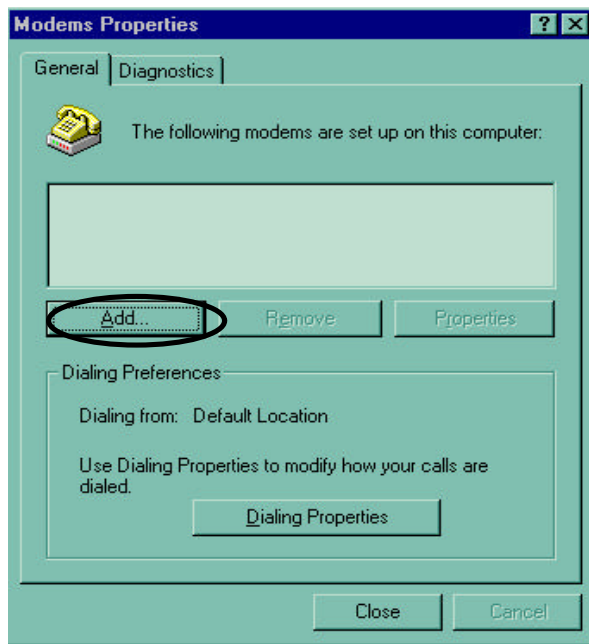 Modems Properties
General Diagnostics
The following modems are set up on this computer:
Add... Remove Properties
Dialing Preferences
Dialing from: Default Location
Use Dialing Properties to modify how your calls are
dialed.
Dialing Properties
Close Cancel